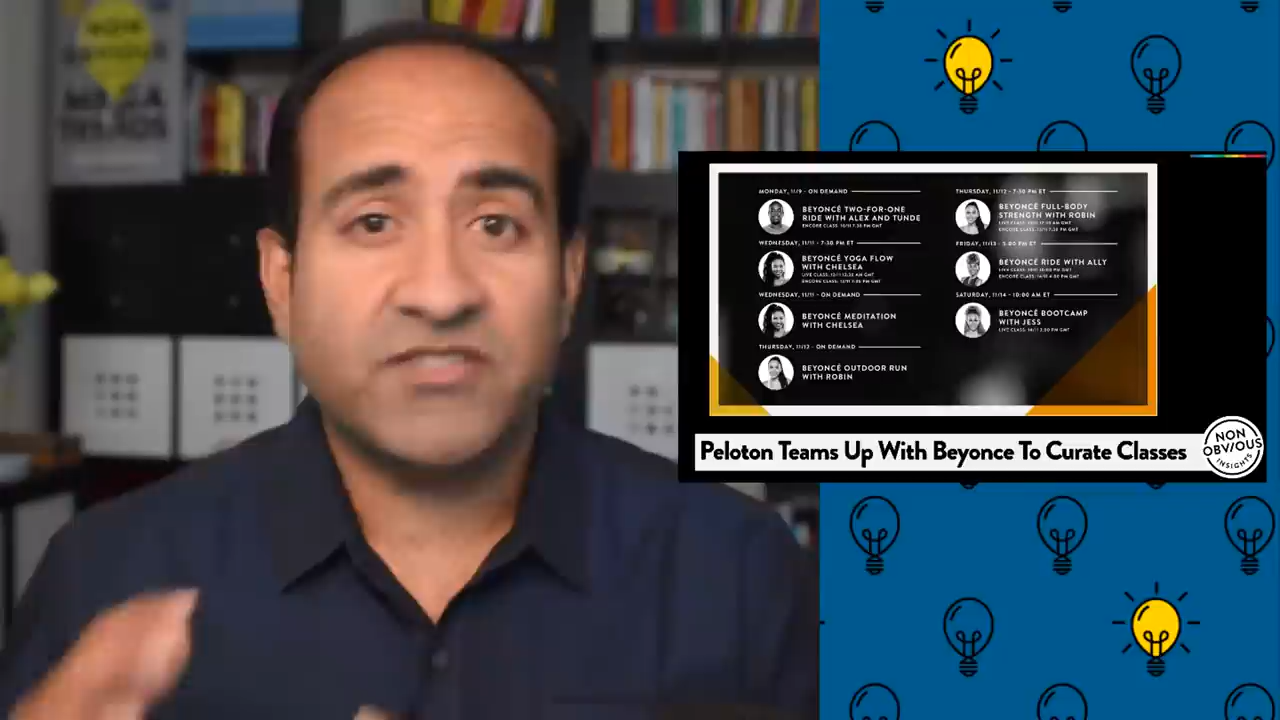 NON
OBVIOUS
MEGA
TRENDS
MONDAY, 11/9 - ON DEMAND
BEYONCÉ TWO-FOR-ONE
RIDE WITH ALEX AND TUNDE
WEDNESDAY, 11/11 - 7:30 PM ET
BEYONCÉ YOGA FLOW
WITH CHELSEA
WEDNESDAY, 11/11 - ON DEMAND
BEYONCÉ MEDITATION
WITH CHELSEA
THURSDAY, 11/12 - ON DEMAND
BEYONCÉ OUTDOOR RUN
WITH ROBIN
THURSDAY, 11/12 - 7:30 PM ET
BEYONCÉ FULL-BODY
STRENGTH WITH ROBIN
FRIDAY, 11/13 - 5:00 PM ET
BEYONCÉ RIDE WITH ALLY
SATURDAY, 11/14 - 10:00 AM ET
BEYONCÉ BOOTCAMP
WITH JESS
Peloton Teams Up With Beyonce To Curate Classes
NON
OBVIOUS
INSIGHTS